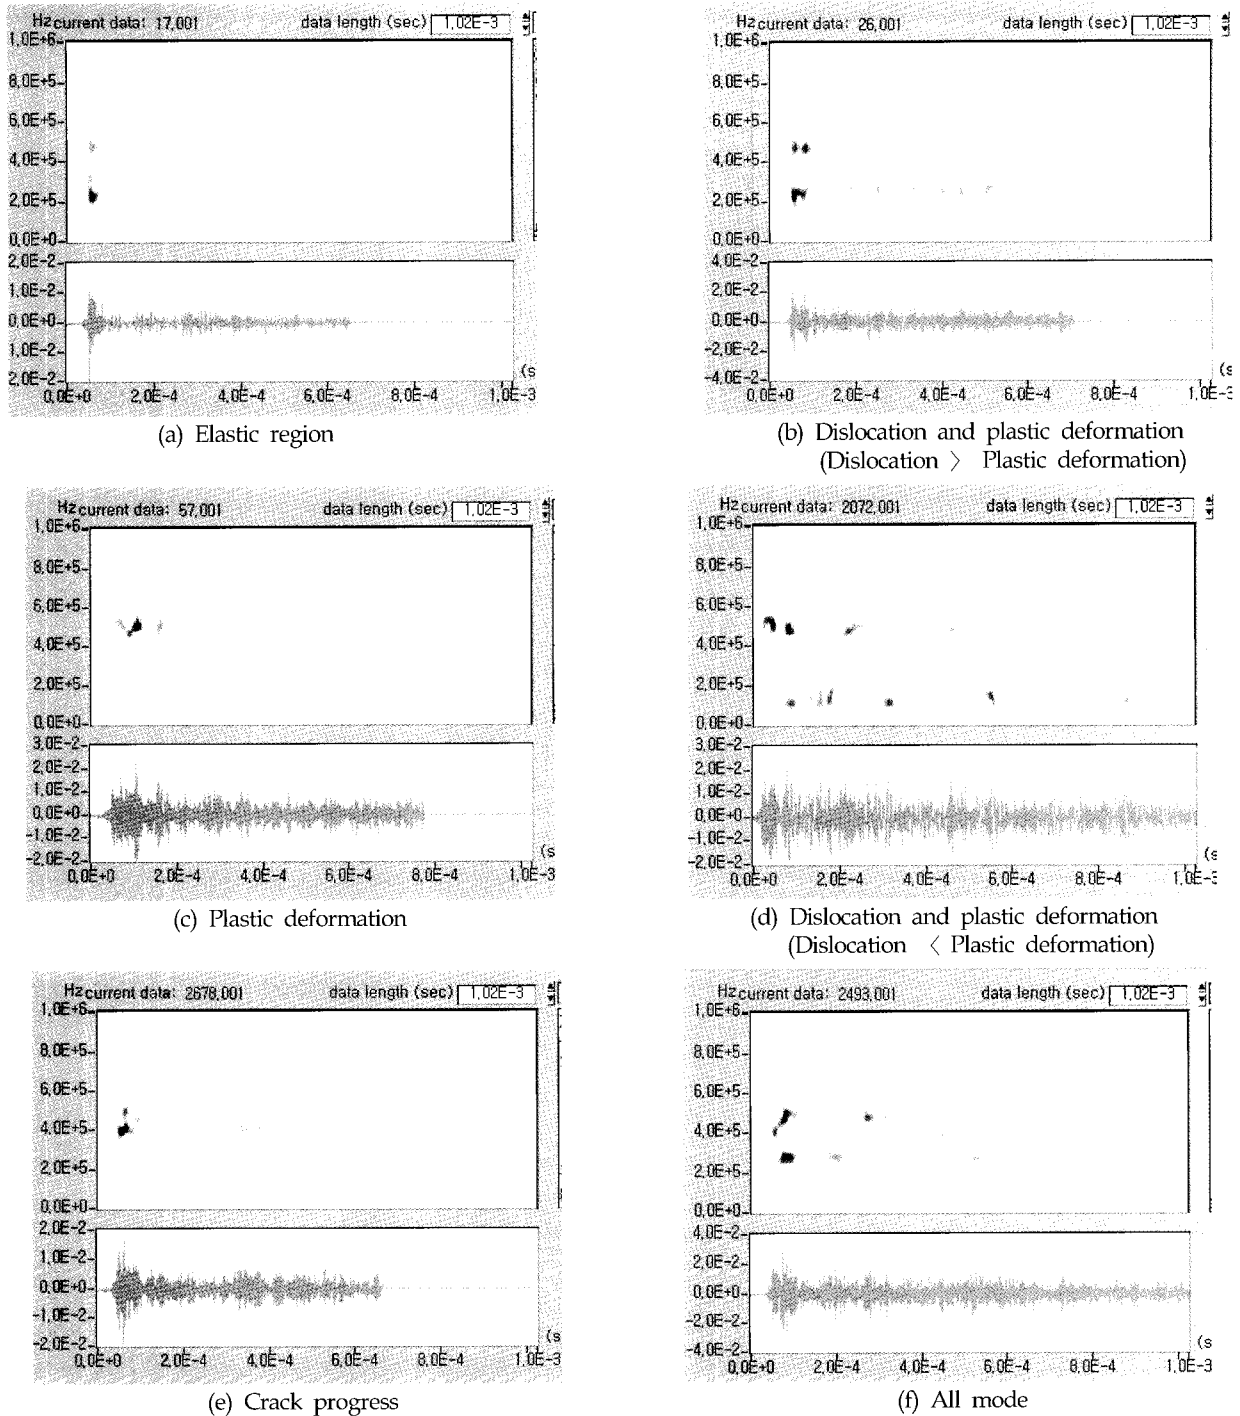 Hz current data: 17,001 data length (sec) 1,02E-3
1,0E+6
8,0E+5
6,0E+5
4,0E+5
2,0E+5
0,0E+0
2,0E-2
1,0E-2
0,0E+0
1,0E-2
2,0E-2
(s
0,0E+0 2,0E-4 4,0E-4 6,0E-4 8,0E-4 1,0E-3
(a) Elastic region
Hz current data: 26,001 data length (sec) 1,02E-3
1,0E+6
8,0E+5
6,0E+5
4,0E+5
2,0E+5
0,0E+0
4,0E-2
2,0E-2
0,0E+0
-2,0E-2
-4,0E-2
(s
0,0E+0 2,0E-4 4,0E-4 6,0E-4 8,0E-4 1,0E-3
(b) Dislocation and plastic deformation
(Dislocation 〉 Plastic deformation)
Hz current data: 57,001 data length (sec) 1,02E-3
1,0E+6
8,0E+5
6,0E+5
4,0E+5
2,0E+5
0,0E+0
3,0E-2
2,0E-2
1,0E-2
0,0E+0
-1,0E-2
-2,0E-2
(s
0,0E+0 2,0E-4 4,0E-4 6,0E-4 8,0E-4 1,0E-3
(c) Plastic deformation
Hz current data: 2072,001 data length (sec) 1,02E-3
1,0E+6
8,0E+5
6,0E+5
4,0E+5
2,0E+5
0,0E+0
3,0E-2
2,0E-2
1,0E-2
0,0E+0
-1,0E-2
-2,0E-2
(s
0,0E+0 2,0E-4 4,0E-4 6,0E-4 8,0E-4 1,0E-3
(d) Dislocation and plastic deformation
(Dislocation 〈 Plastic deformation)
Hz current data: 2678,001 data length (sec) 1,02E-3
1,0E+6
8,0E+5
6,0E+5
4,0E+5
2,0E+5
0,0E+0
2,0E-2
1,0E-2
0,0E+0
-1,0E-2
-2,0E-2
(s
0,0E+0 2,0E-4 4,0E-4 6,0E-4 8,0E-4 1,0E-3
(e) Crack progress
Hz current data: 2493,001 data length (sec) 1,02E-3
1,0E+6
8,0E+5
6,0E+5
4,0E+5
2,0E+5
0,0E+0
4,0E-2
2,0E-2
0,0E+0
-2,0E-2
-4,0E-2
(s
0,0E+0 2,0E-4 4,0E-4 6,0E-4 8,0E-4 1,0E-3
(f) All mode